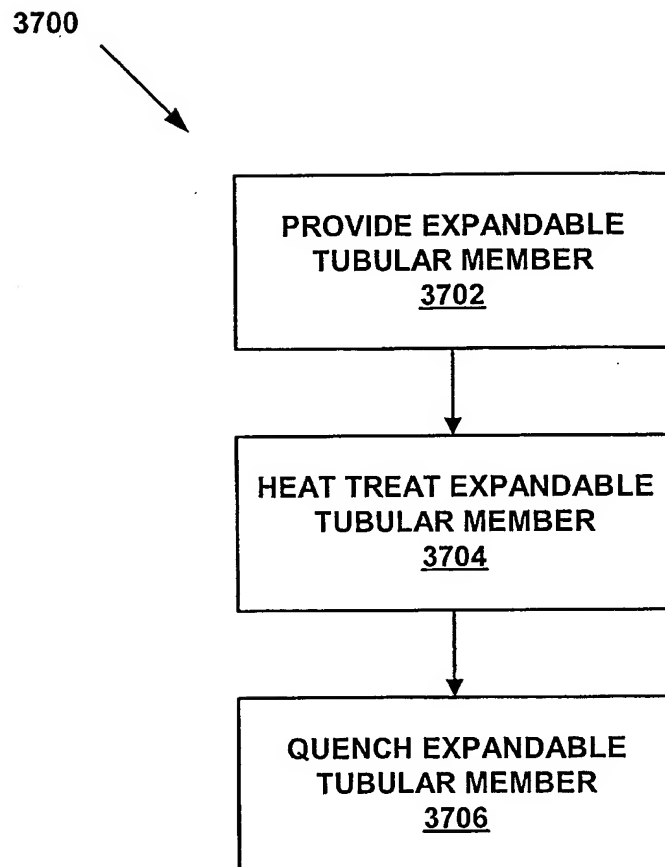 3700
PROVIDE EXPANDABLE
TUBULAR MEMBER
3702
HEAT TREAT EXPANDABLE
TUBULAR MEMBER
3704
QUENCH EXPANDABLE
TUBULAR MEMBER
3706